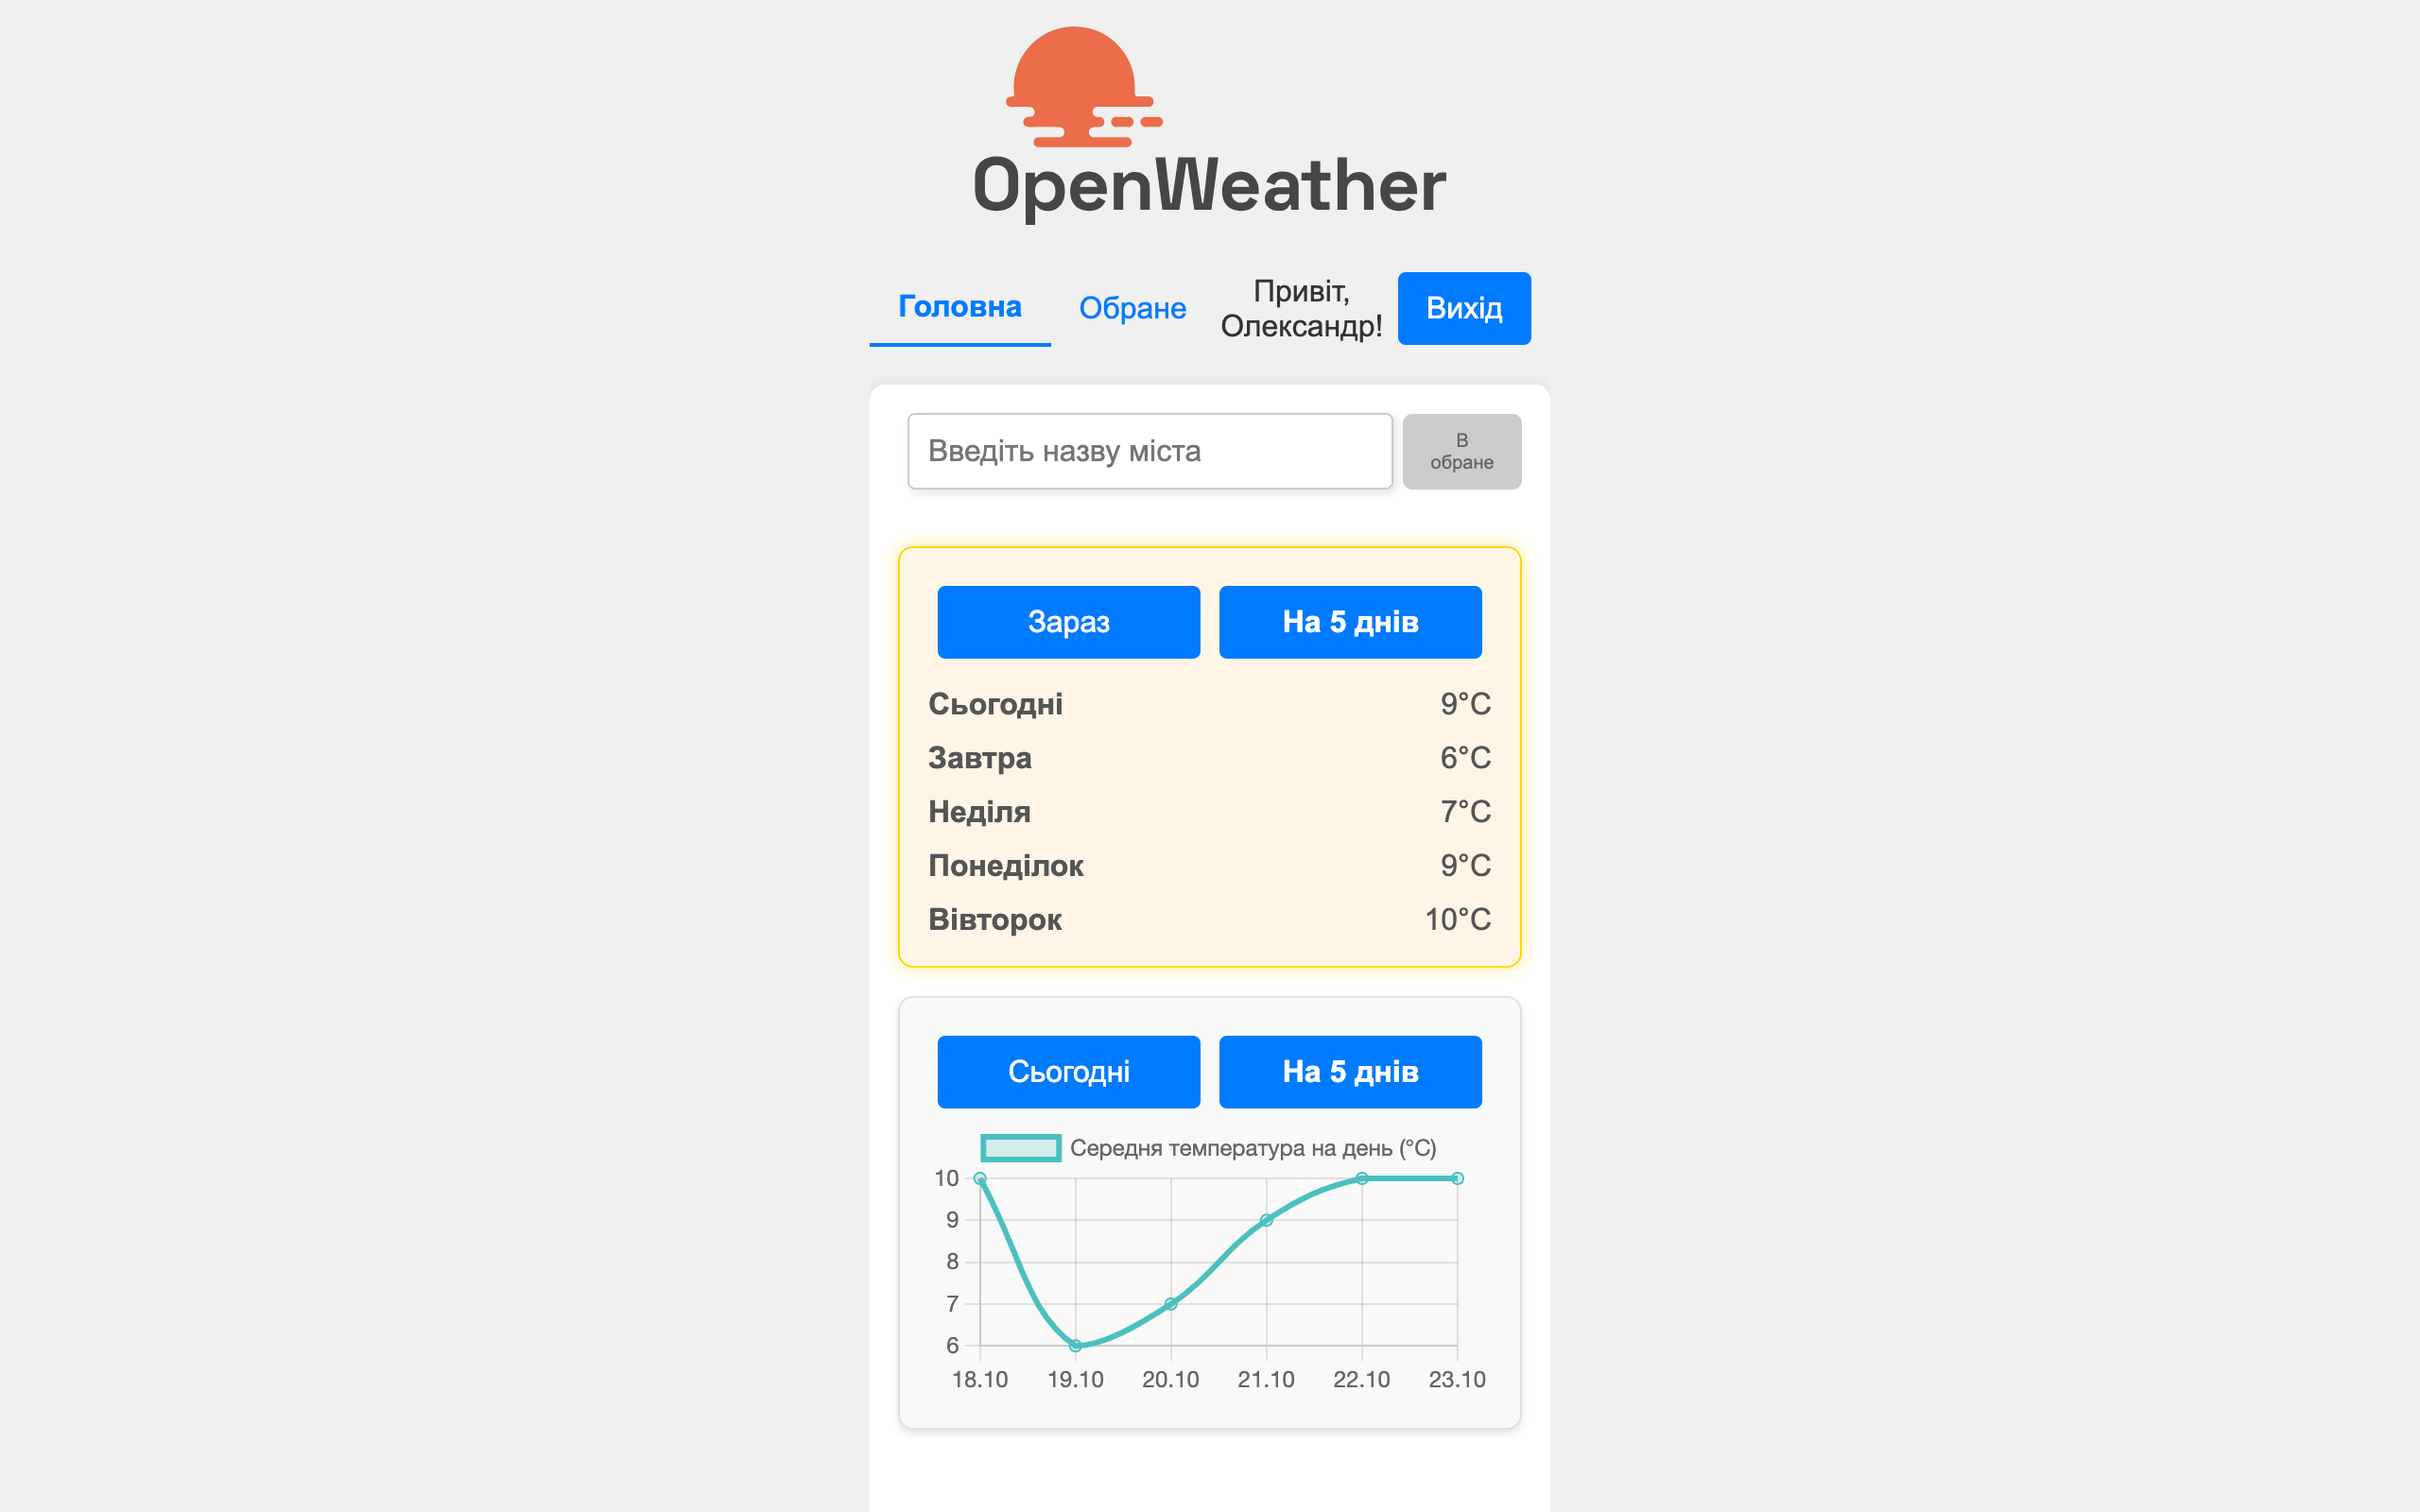 OpenWeather
Головна
Обране
Привіт,
Олександр!
Вихід
Введіть назву міста
В
обране
Зараз
На 5 днів
Сьогодні 9°C
Завтра 6°C
Неділя 7°C
Понеділок 9°C
Вівторок 10°C
Сьогодні
На 5 днів
Середня температура на день (°C)
10
9
8
7
6
18.10 19.10 20.10 21.10 22.10 23.10